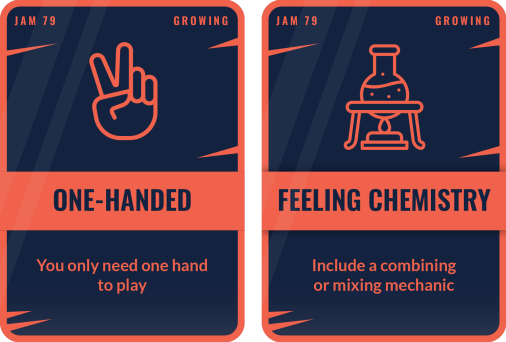 JAM 79 GROWING
ONE-HANDED
You only need one hand
to play
JAM 79 GROWING
FEELING CHEMISTRY
Include a combining
or mixing mechanic